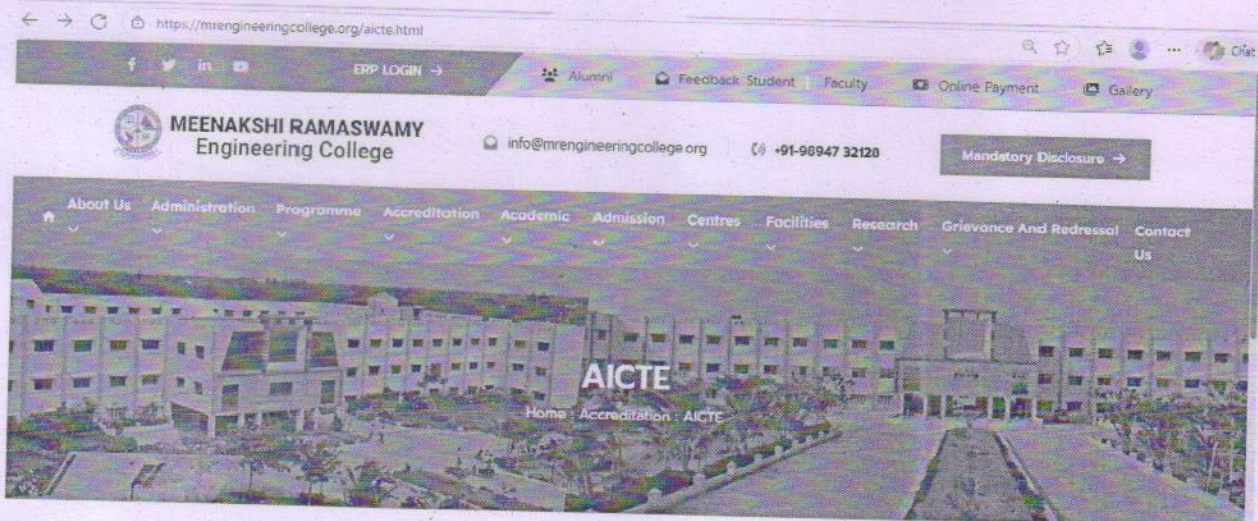 https://mrengineeringcollege.org/aicte.html
Chat
f in ERP LOGIN → Alumni Feedback Student | Faculty Online Payment Gallery
MEENAKSHI RAMASWAMY
Engineering College
info@mrengineeringcollege.org +91-98947 32120 Mandatory Disclosure →
About Us Administration Programme Accreditation Academic Admission Centres Facilities Research Grievance And Redressal Contact Us
AICTE
Home : Accreditation : AICTE